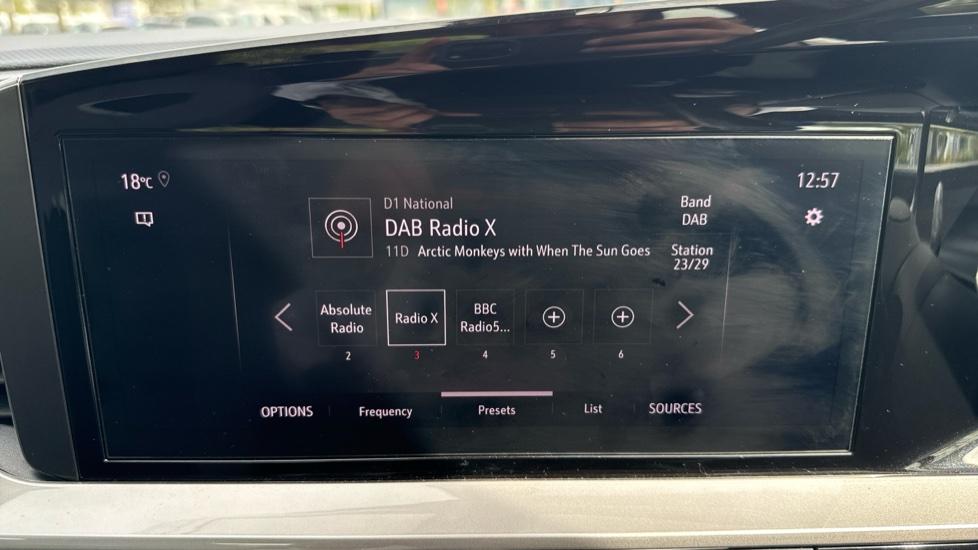 18°C
12:57
D1 National
DAB Radio X
11D Arctic Monkeys with When The Sun Goes
Band
DAB
Station
23/29
Absolute
Radio
2
Radio X
3
BBC
Radio5...
4
5
6
OPTIONS
Frequency
Presets
List
SOURCES